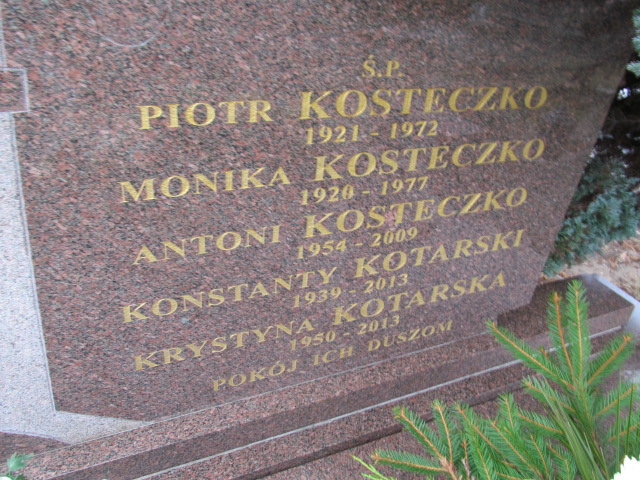 Ś.P.
PIOTR KOSTECZKO
1921 - 1972
MONIKA KOSTECZKO
1920 - 1977
ANTONI KOSTECZKO
1954 - 2009
KONSTANTY KOTARSKI
1939 - 2013
KRYSTYNA KOTARSKA
1950 - 2013
POKÓJ ICH DUSZOM